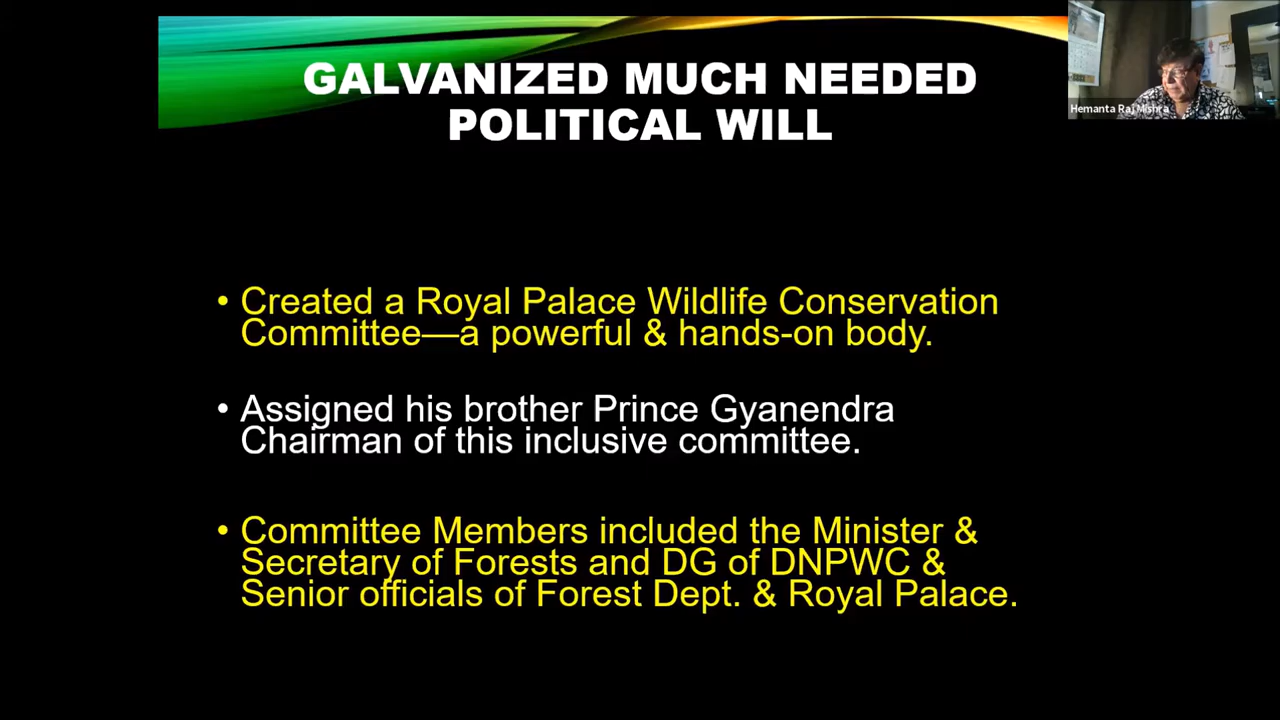 GALVANIZED MUCH NEEDED
POLITICAL WILL
Hemanta Raj Mishra
• Created a Royal Palace Wildlife Conservation
Committee—a powerful & hands-on body.
• Assigned his brother Prince Gyanendra
Chairman of this inclusive committee.
• Committee Members included the Minister &
Secretary of Forests and DG of DNPWC &
Senior officials of Forest Dept. & Royal Palace.